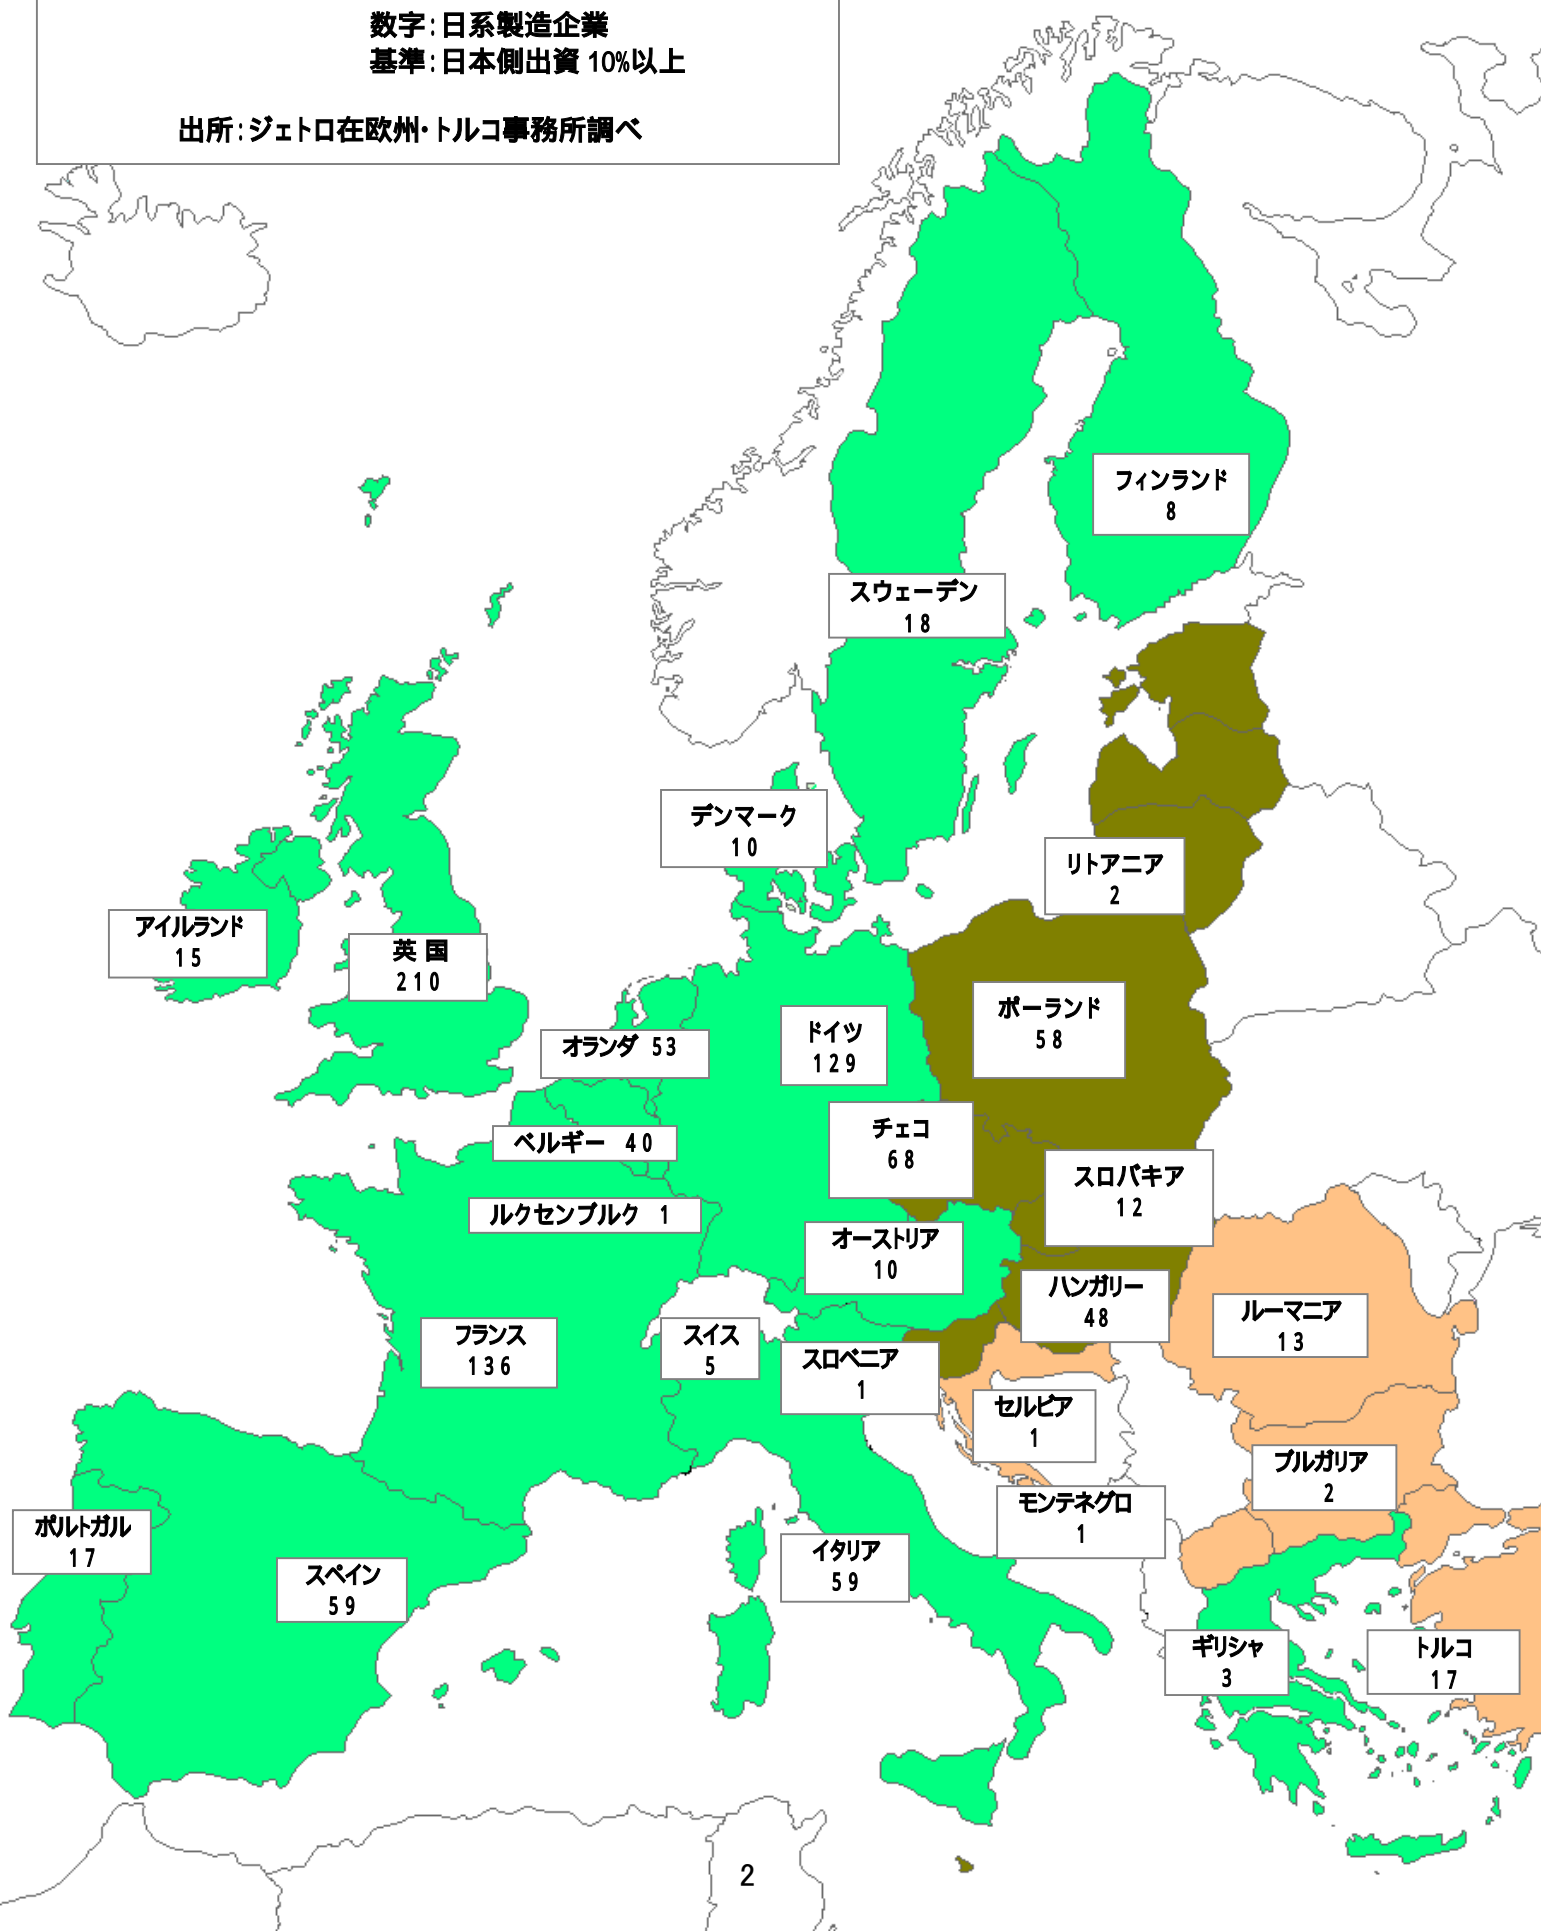 数字：日系製造企業
基準：日本側出資 10%以上
出所：ジェトロ在欧州・トルコ事務所調べ
フィンランド
8
スウェーデン
18
デンマーク
10
リトアニア
2
アイルランド
15
英国
210
ポーランド
58
ドイツ
129
オランダ 53
チェコ
68
ベルギー 40
スロバキア
12
ルクセンブルク 1
オーストリア
10
ハンガリー
48
ルーマニア
13
フランス
136
スイス
5
スロベニア
1
セルビア
1
ブルガリア
2
モンテネグロ
1
ポルトガル
17
イタリア
59
スペイン
59
ギリシャ
3
トルコ
17
2